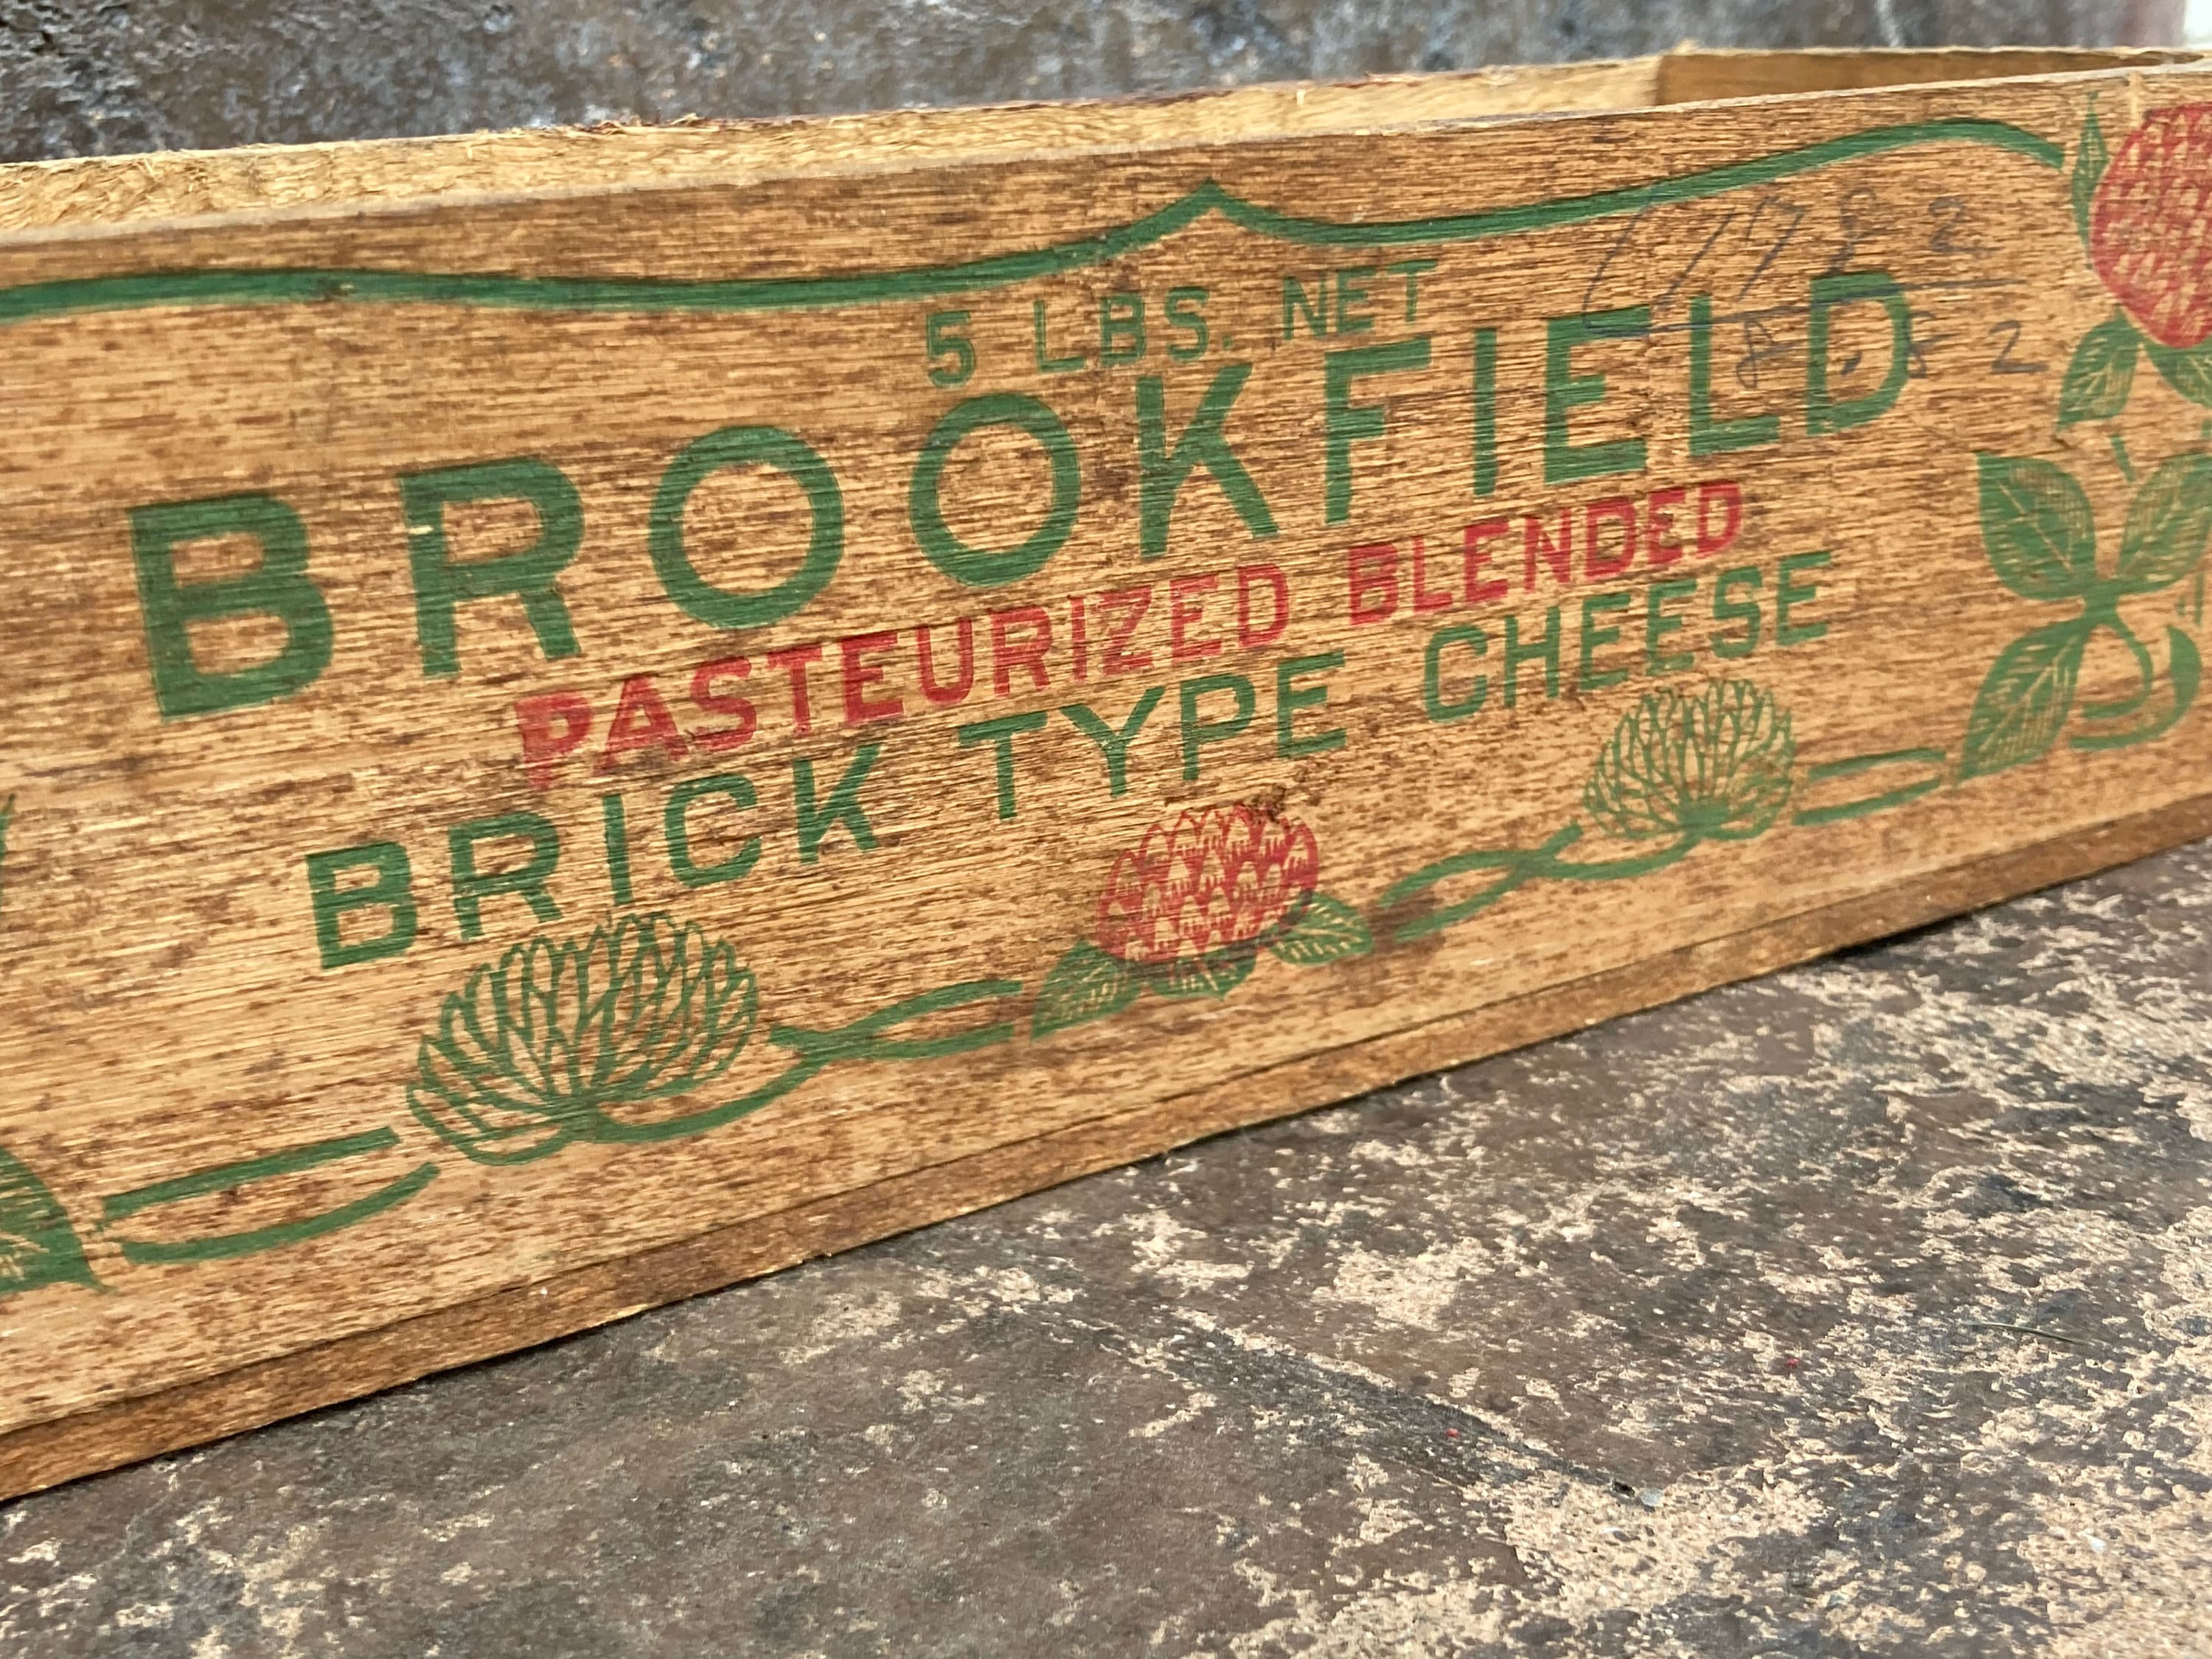 5 LBS. NET
BROOKFIELD
PASTEURIZED BLENDED
BRICK TYPE CHEESE